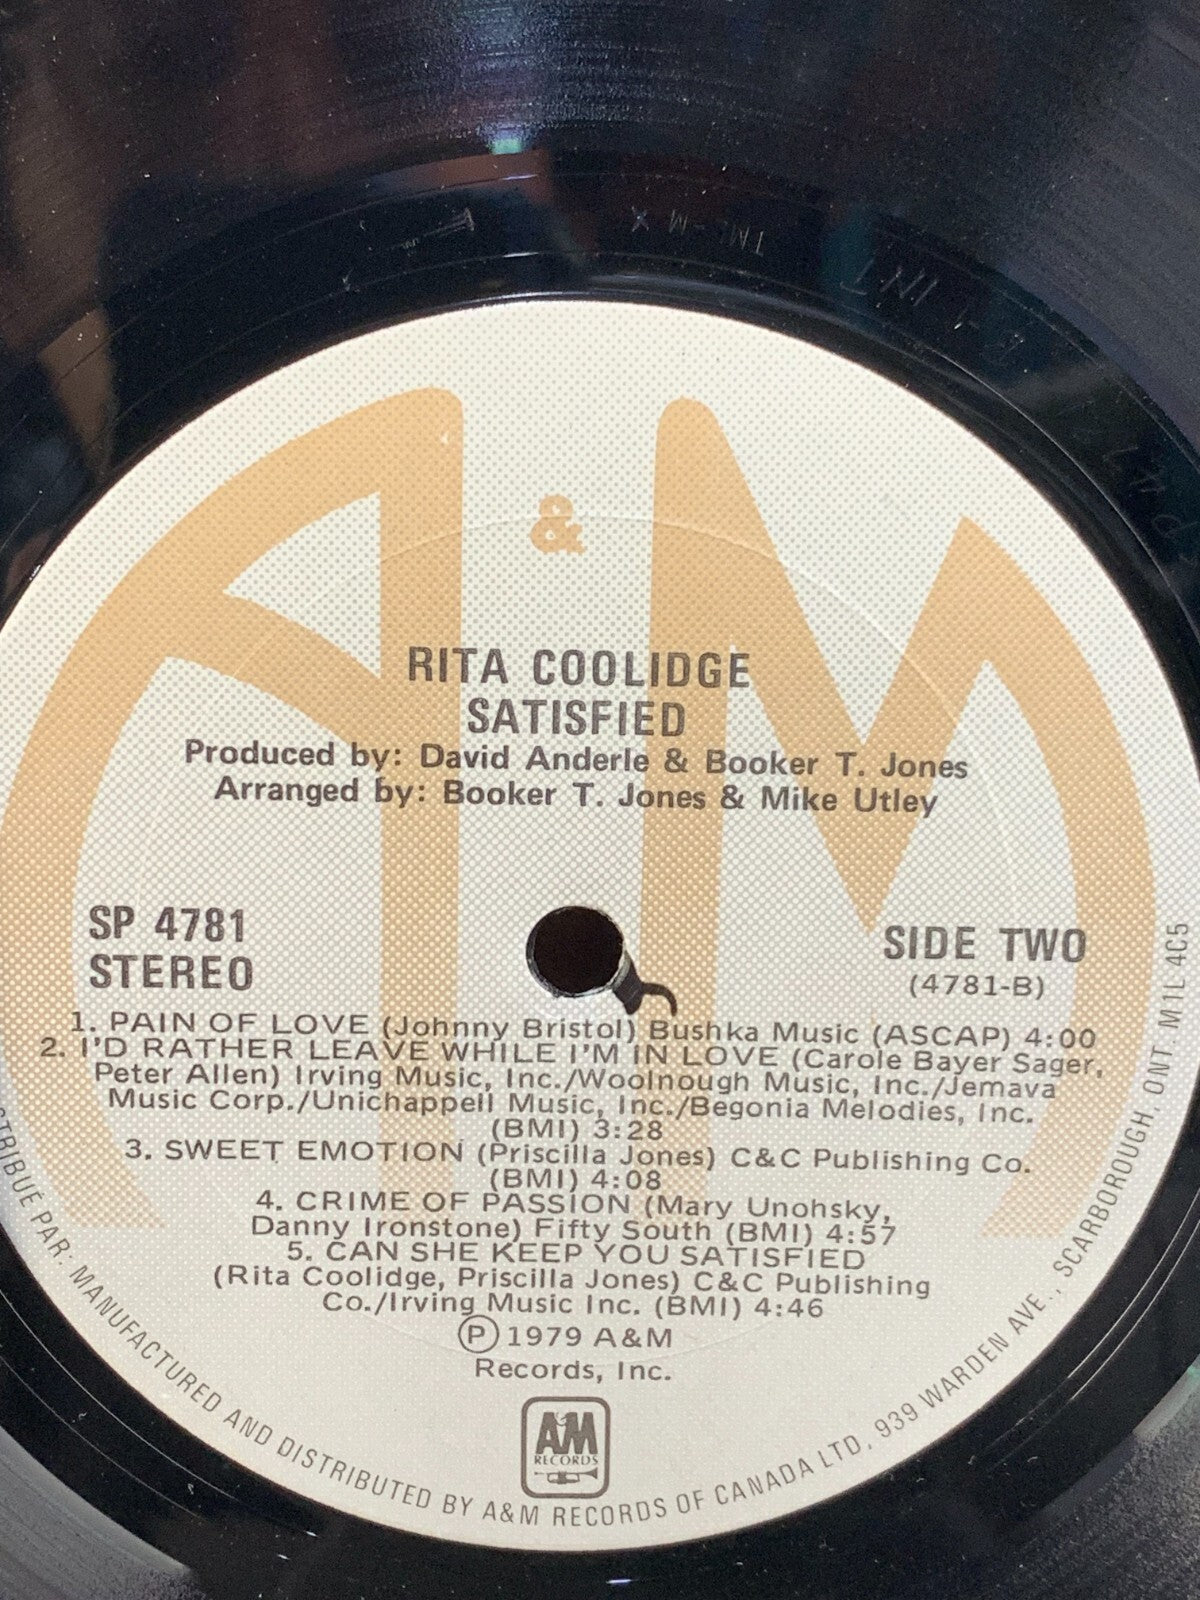 TML-M X
A&M
RITA COOLIDGE
SATISFIED
Produced by: David Anderle & Booker T. Jones
Arranged by: Booker T. Jones & Mike Utley
SP 4781
STEREO
SIDE TWO
(4781-B)
1. PAIN OF LOVE (Johnny Bristol) Bushka Music (ASCAP) 4:00
2. I'D RATHER LEAVE WHILE I'M IN LOVE (Carole Bayer Sager,
Peter Allen) Irving Music, Inc./Woolnough Music, Inc./Jemava
Music Corp./Unichappell Music, Inc./Begonia Melodies, Inc.
(BMI) 3:28
3. SWEET EMOTION (Priscilla Jones) C&C Publishing Co.
(BMI) 4:08
4. CRIME OF PASSION (Mary Unohsky,
Danny Ironstone) Fifty South (BMI) 4:57
5. CAN SHE KEEP YOU SATISFIED
(Rita Coolidge, Priscilla Jones) C&C Publishing
Co./Irving Music Inc. (BMI) 4:46
Ⓟ 1979 A&M
Records, Inc.
A&M
RECORDS
PAR: MANUFACTURED AND DISTRIBUTED BY A&M RECORDS OF CANADA LTD. 939 WARDEN AVE., SCARBOROUGH, ONT. M1L 4C5